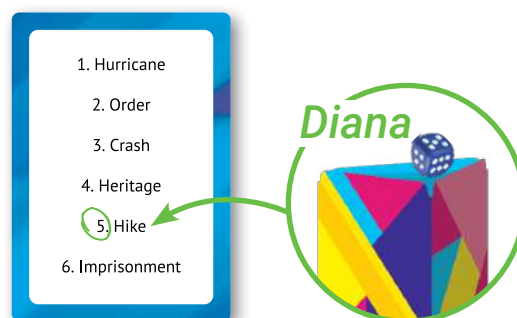 1. Hurricane
2. Order
3. Crash
4. Heritage
5. Hike
6. Imprisonment
Diana